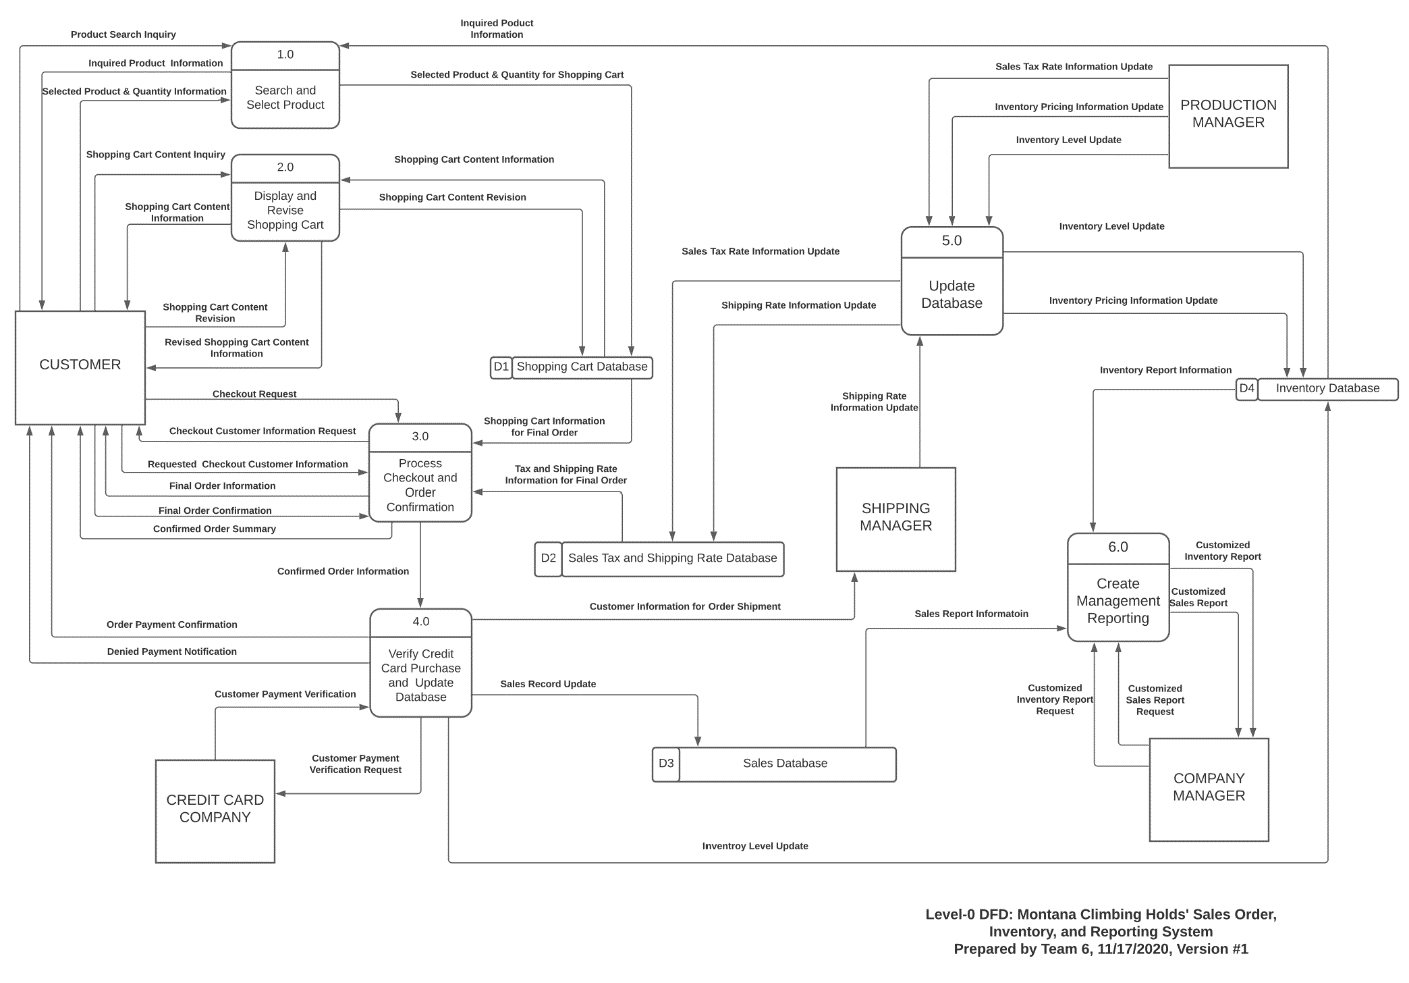 Product Search Inquiry
Inquired Poduct
Information
1.0
Search and
Select Product
Inquired Product  Information
Selected Product & Quantity Information
Selected Product & Quantity for Shopping Cart
Sales Tax Rate Information Update
Inventory Pricing Information Update
Inventory Level Update
PRODUCTION
MANAGER
Shopping Cart Content Inquiry
2.0
Display and
Revise
Shopping Cart
Shopping Cart Content Information
Shopping Cart Content Revision
Shopping Cart Content
Information
Shopping Cart Content
Revision
Revised Shopping Cart Content
Information
CUSTOMER
5.0
Update
Database
Sales Tax Rate Information Update
Shipping Rate Information Update
Inventory Level Update
Inventory Pricing Information Update
D1
Shopping Cart Database
Inventory Report Information
D4
Inventory Database
Checkout Request
Checkout Customer Information Request
Requested  Checkout Customer Information
Final Order Information
Final Order Confirmation
Confirmed Order Summary
3.0
Process
Checkout and
Order
Confirmation
Shopping Cart Information
for Final Order
Tax and Shipping Rate
Information for Final Order
Shipping Rate
Information Update
SHIPPING
MANAGER
D2
Sales Tax and Shipping Rate Database
6.0
Create
Management
Reporting
Customized
Inventory Report
Customized
Sales Report
Confirmed Order Information
Customer Information for Order Shipment
Sales Report Informatoin
4.0
Verify Credit
Card Purchase
and  Update
Database
Order Payment Confirmation
Denied Payment Notification
Customer Payment Verification
Sales Record Update
Customized
Inventory Report
Request
Customized
Sales Report
Request
Customer Payment
Verification Request
D3
Sales Database
CREDIT CARD
COMPANY
COMPANY
MANAGER
Inventroy Level Update
Level-0 DFD: Montana Climbing Holds' Sales Order,
Inventory, and Reporting System
Prepared by Team 6, 11/17/2020, Version #1